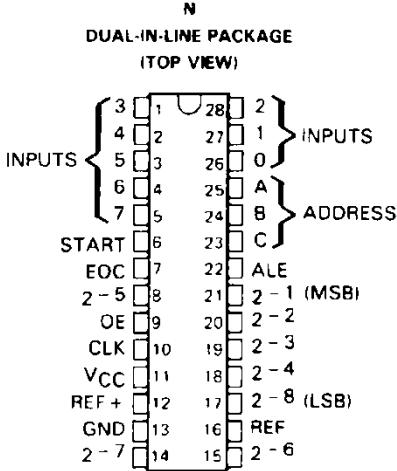 N
DUAL-IN-LINE PACKAGE
(TOP VIEW)
3 1 28 2
4 2 27 1
INPUTS 5 3 26 0 INPUTS
6 4 25 A
7 5 24 B ADDRESS
START 6 23 C
EOC 7 22 ALE
2-5 8 21 2-1 (MSB)
OE 9 20 2-2
CLK 10 19 2-3
VCC 11 18 2-4
REF+ 12 17 2-8 (LSB)
GND 13 16 REF
2-7 14 15 2-6